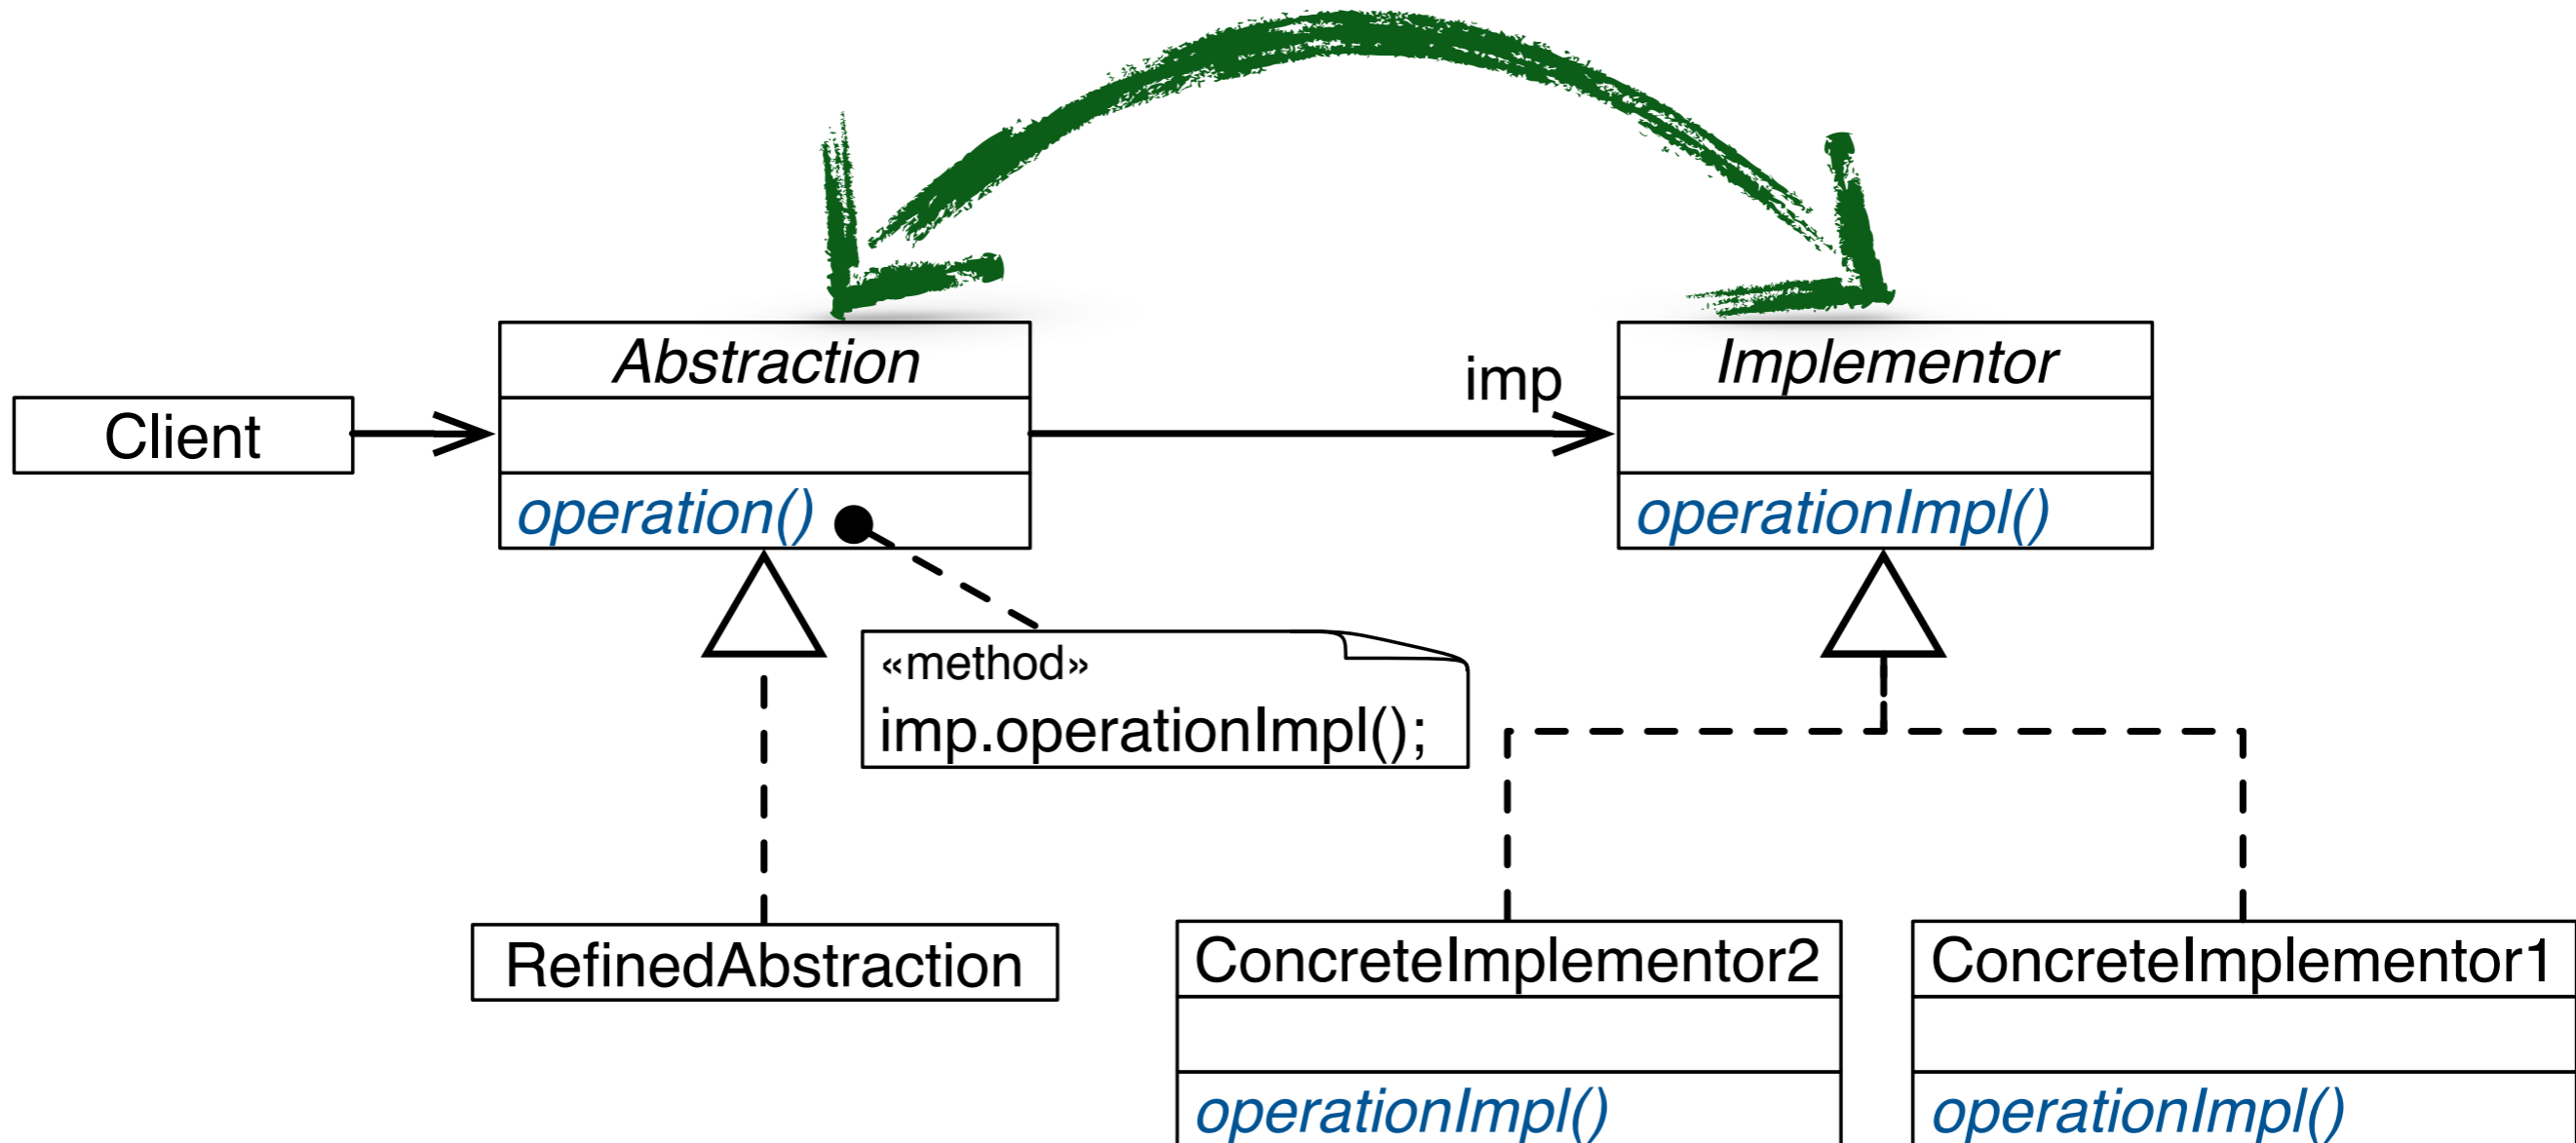 Abstraction
Implementor
imp
Client
operation()
operationImpl()
«method»
imp.operationImpl();
RefinedAbstraction
ConcreteImplementor2
ConcreteImplementor1
operationImpl()
operationImpl()